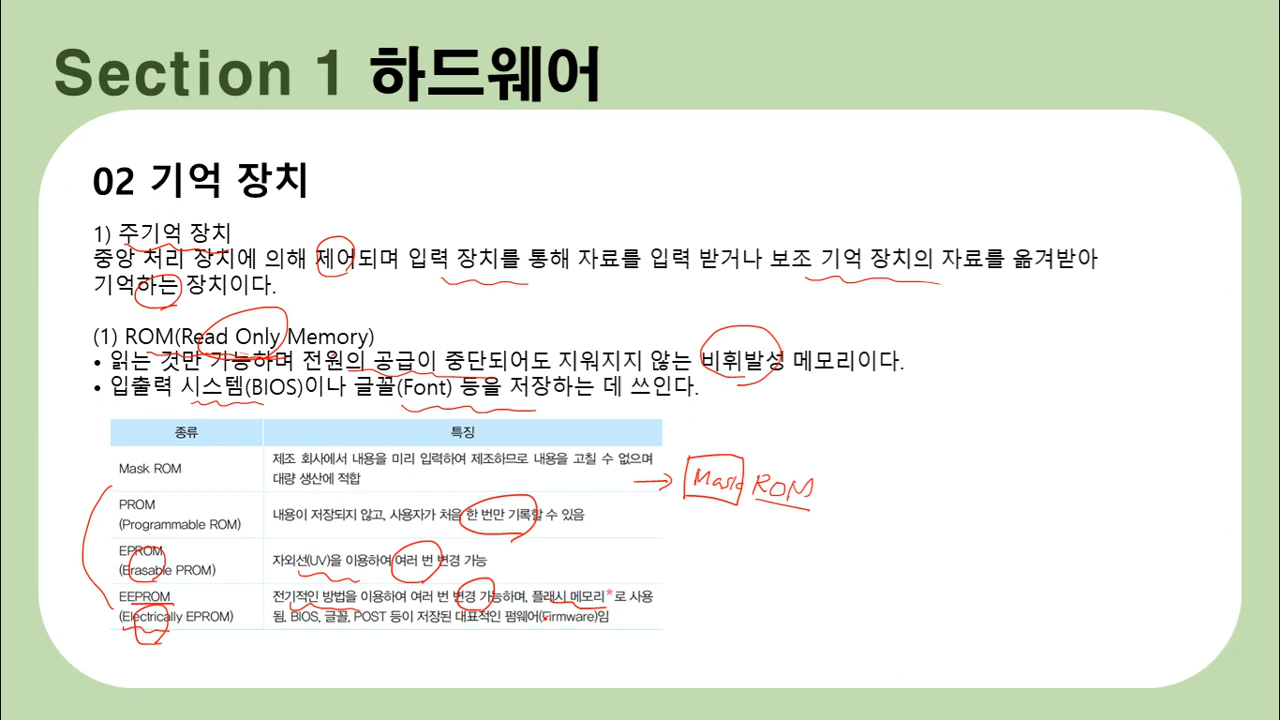 Section 1 하드웨어
02 기억 장치
1) 주기억 장치
중앙 처리 장치에 의해 제어되며 입력 장치를 통해 자료를 입력 받거나 보조 기억 장치의 자료를 옮겨받아
기억하는 장치이다.
(1) ROM(Read Only Memory)
• 읽는 것만 가능하며 전원의 공급이 중단되어도 지워지지 않는 비휘발성 메모리이다.
• 입출력 시스템(BIOS)이나 글꼴(Font) 등을 저장하는 데 쓰인다.
종류 특징
Mask ROM
제조 회사에서 내용을 미리 입력하여 제조하므로 내용을 고칠 수 없으며
대량 생산에 적합
Mask ROM
PROM
(Programmable ROM)
내용이 저장되지 않고, 사용자가 처음 한 번만 기록할 수 있음
EPROM
(Erasable PROM)
자외선(UV)을 이용하여 여러 번 변경 가능
EEPROM
(Electrically EPROM)
전기적인 방법을 이용하여 여러 번 변경 가능하며, 플래시 메모리*로 사용
됨. BIOS, 글꼴, POST 등이 저장된 대표적인 펌웨어(Firmware)임